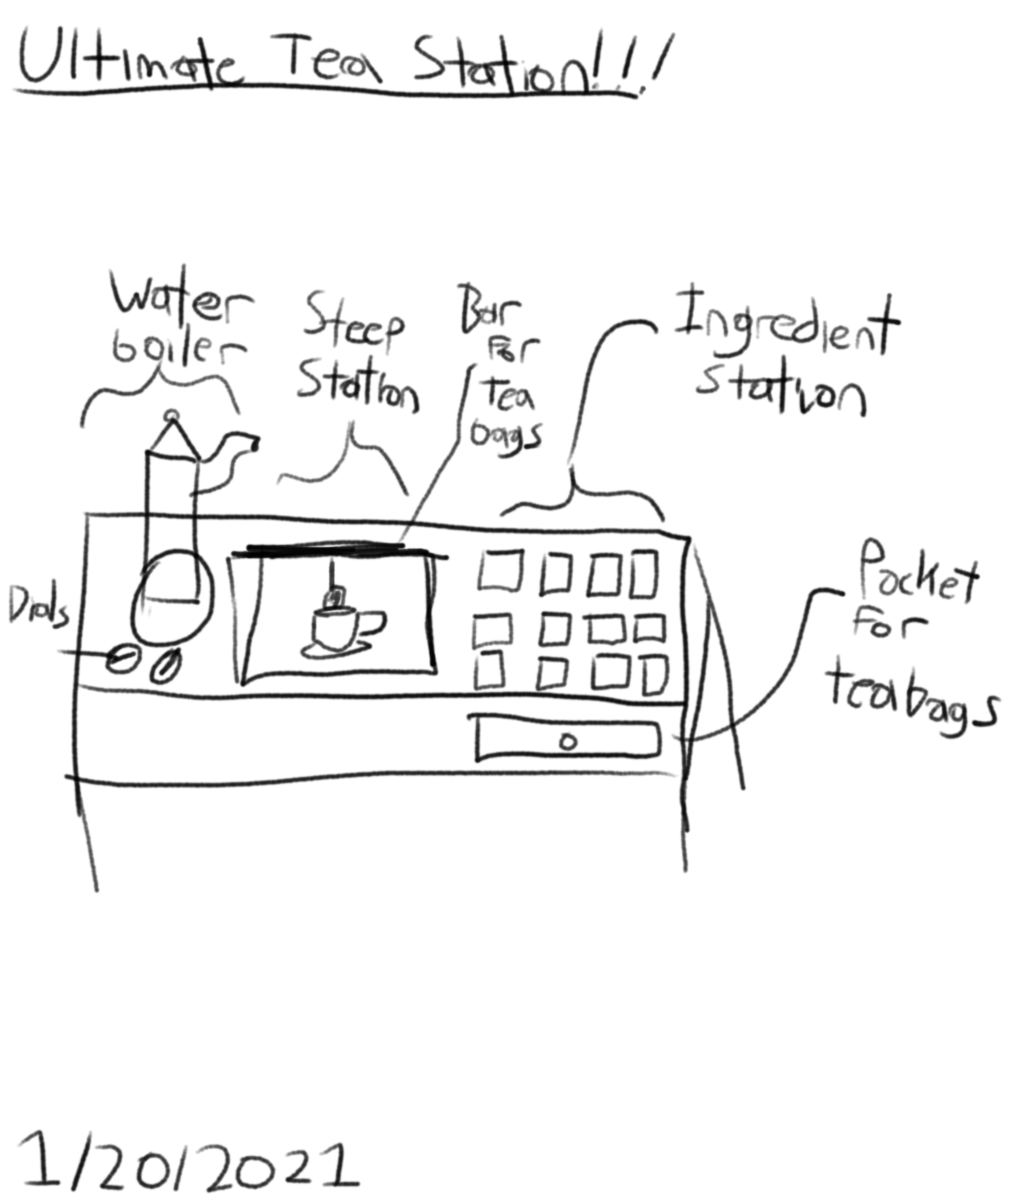 Ultimate Tea Station!!!
Water
boiler
Steep
Station
Bar
For
Tea
bags
Ingredient
Station
Dials
Pocket
For
teabags
1/20/2021